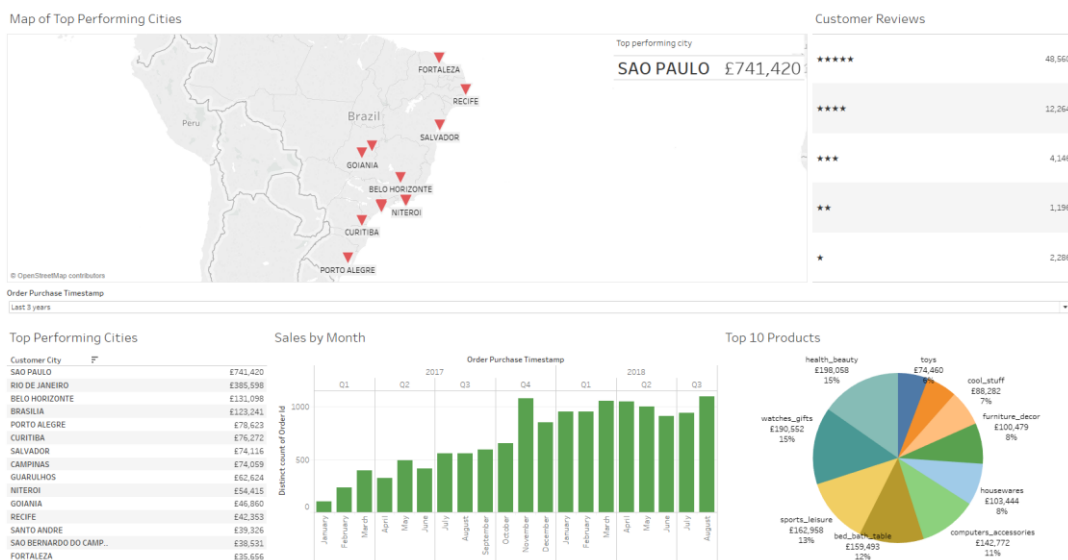 Map of Top Performing Cities
Customer Reviews
Top performing city
SAO PAULO £741,420
FORTALEZA
RECIFE
Brazil
Peru
SALVADOR
GOIANIA
BELO HORIZONTE
NITEROI
CURITIBA
PORTO ALEGRE
© OpenStreetMap contributors
★★★★★ 48,560
★★★★ 12,264
★★★
★★
★
Order Purchase Timestamp
Last 3 years
Top Performing Cities
Customer City
SAO PAULO £741,420
RIO DE JANEIRO £385,598
BELO HORIZONTE £131,098
BRASILIA £123,241
PORTO ALEGRE £78,623
CURITIBA £76,272
SALVADOR £74,116
CAMPINAS £74,059
GUARULHOS £62,624
NITEROI £54,415
GOIANIA £46,860
RECIFE £42,353
SANTO ANDRE £39,326
SAO BERNARDO DO CAMP.. £38,531
FORTALEZA £35,656
Sales by Month
Order Purchase Timestamp
2017 2018
Q1 Q2 Q3 Q4 Q1 Q2 Q3
Distinct count of Order Id
1000
500
0
January
February
March
April
May
June
July
August
September
October
November
December
January
February
March
April
May
June
July
August
Top 10 Products
health_beauty
£198,058
15%
toys
£74,460
6%
cool_stuff
£88,282
7%
furniture_decor
£100,479
8%
housewares
£103,444
8%
computers_accessories
£142,772
11%
bed_bath_table
£159,493
12%
sports_leisure
£162,958
13%
watches_gifts
£190,552
15%